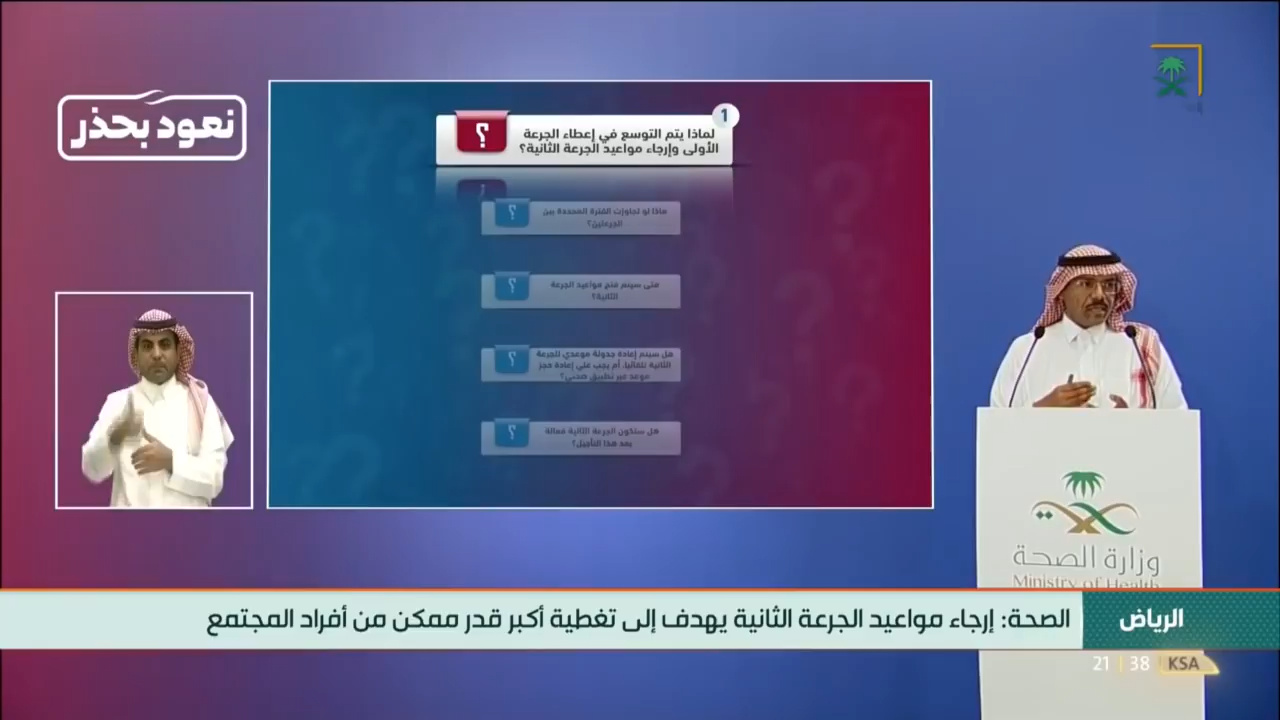 نعود بحذر
1
لماذا يتم التوسع في إعطاء الجرعة
الأولى وإرجاء مواعيد الجرعة الثانية؟
؟
ماذا لو تجاوزت الفترة المحددة بين
الجرعتين؟
؟
متى سيتم فتح مواعيد الجرعة
الثانية؟
؟
هل سيتم إعادة جدولة موعدي للجرعة
الثانية تلقائيا، أم يجب علي إعادة حجز
موعد عبر تطبيق صحتي؟
؟
هل ستكون الجرعة الثانية فعالة
بعد هذا التأجيل؟
؟
وزارة الصحة
Ministry of Health
الرياض
الصحة: إرجاء مواعيد الجرعة الثانية يهدف إلى تغطية أكبر قدر ممكن من أفراد المجتمع
21 38 KSA